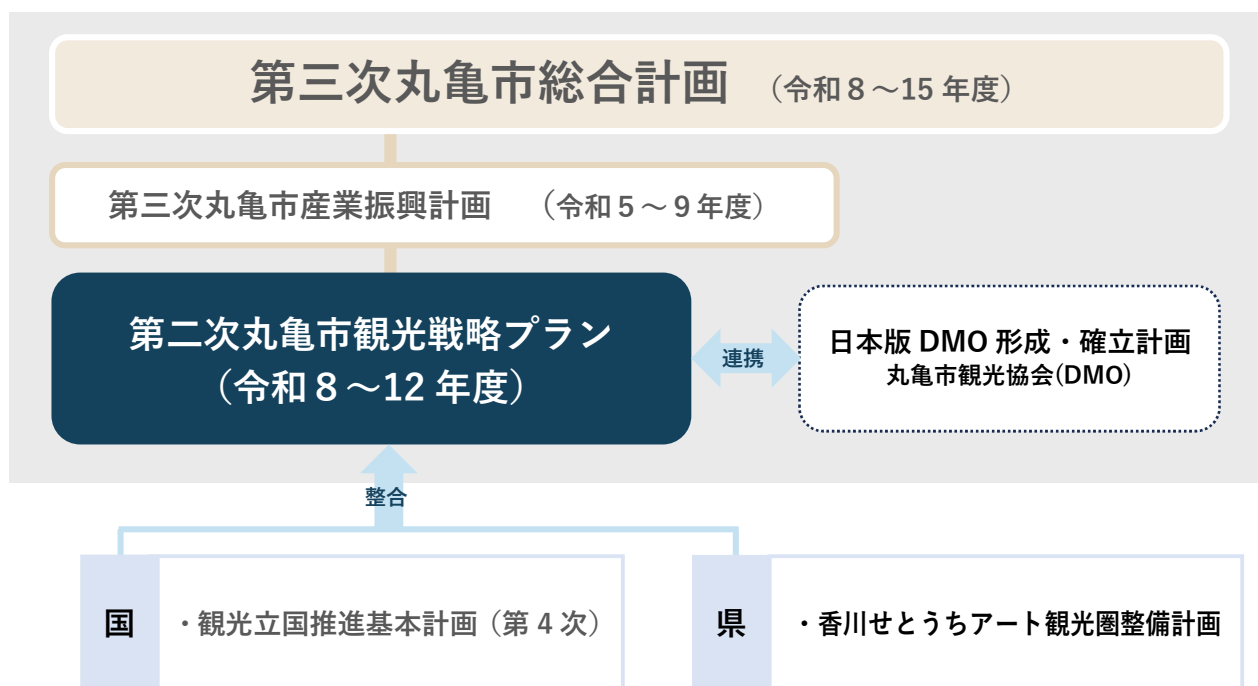 第三次丸亀市総合計画 (令和8～15年度)
第三次丸亀市産業振興計画 (令和5～9年度)
第二次丸亀市観光戦略プラン
(令和8～12年度)
連携
日本版 DMO 形成・確立計画
丸亀市観光協会(DMO)
整合
国
・観光立国推進基本計画(第4次)
県
・香川せとうちアート観光圏整備計画